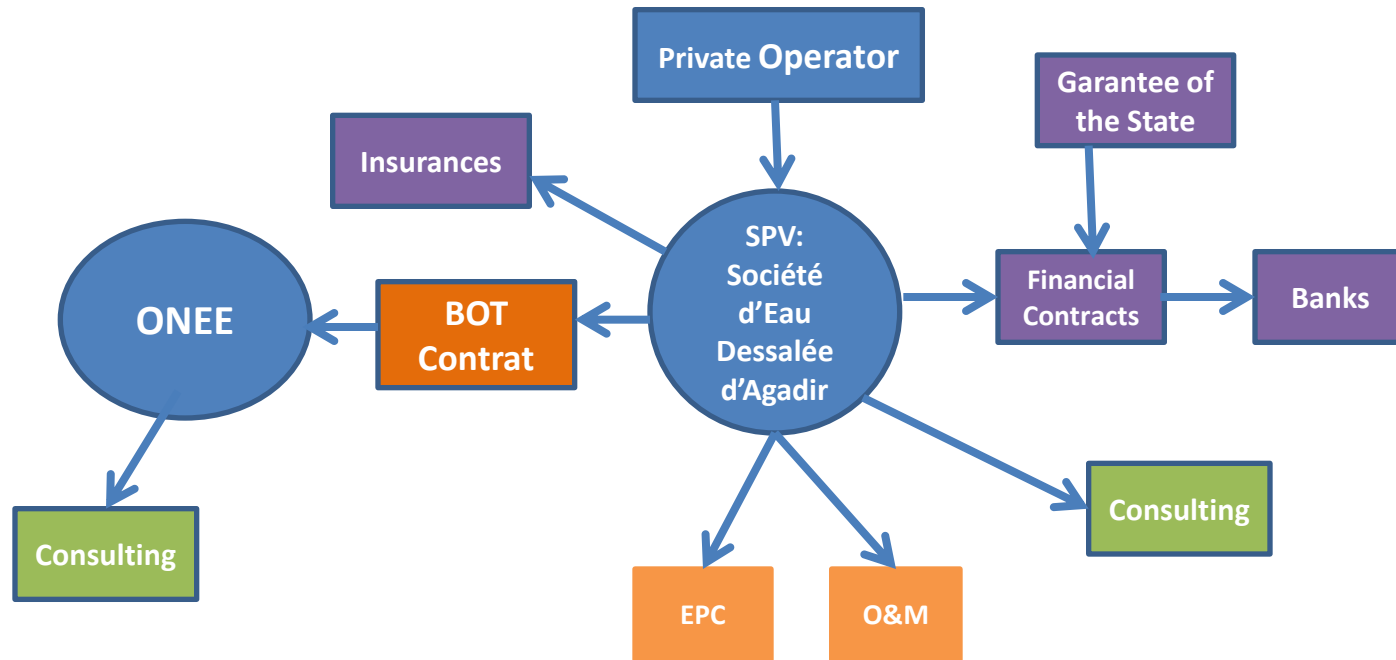 Private Operator
Garantee of
the State
Insurances
SPV:
Société
d’Eau
Dessalée
d’Agadir
Financial
Contracts
Banks
ONEE
BOT
Contrat
Consulting
Consulting
EPC
O&M